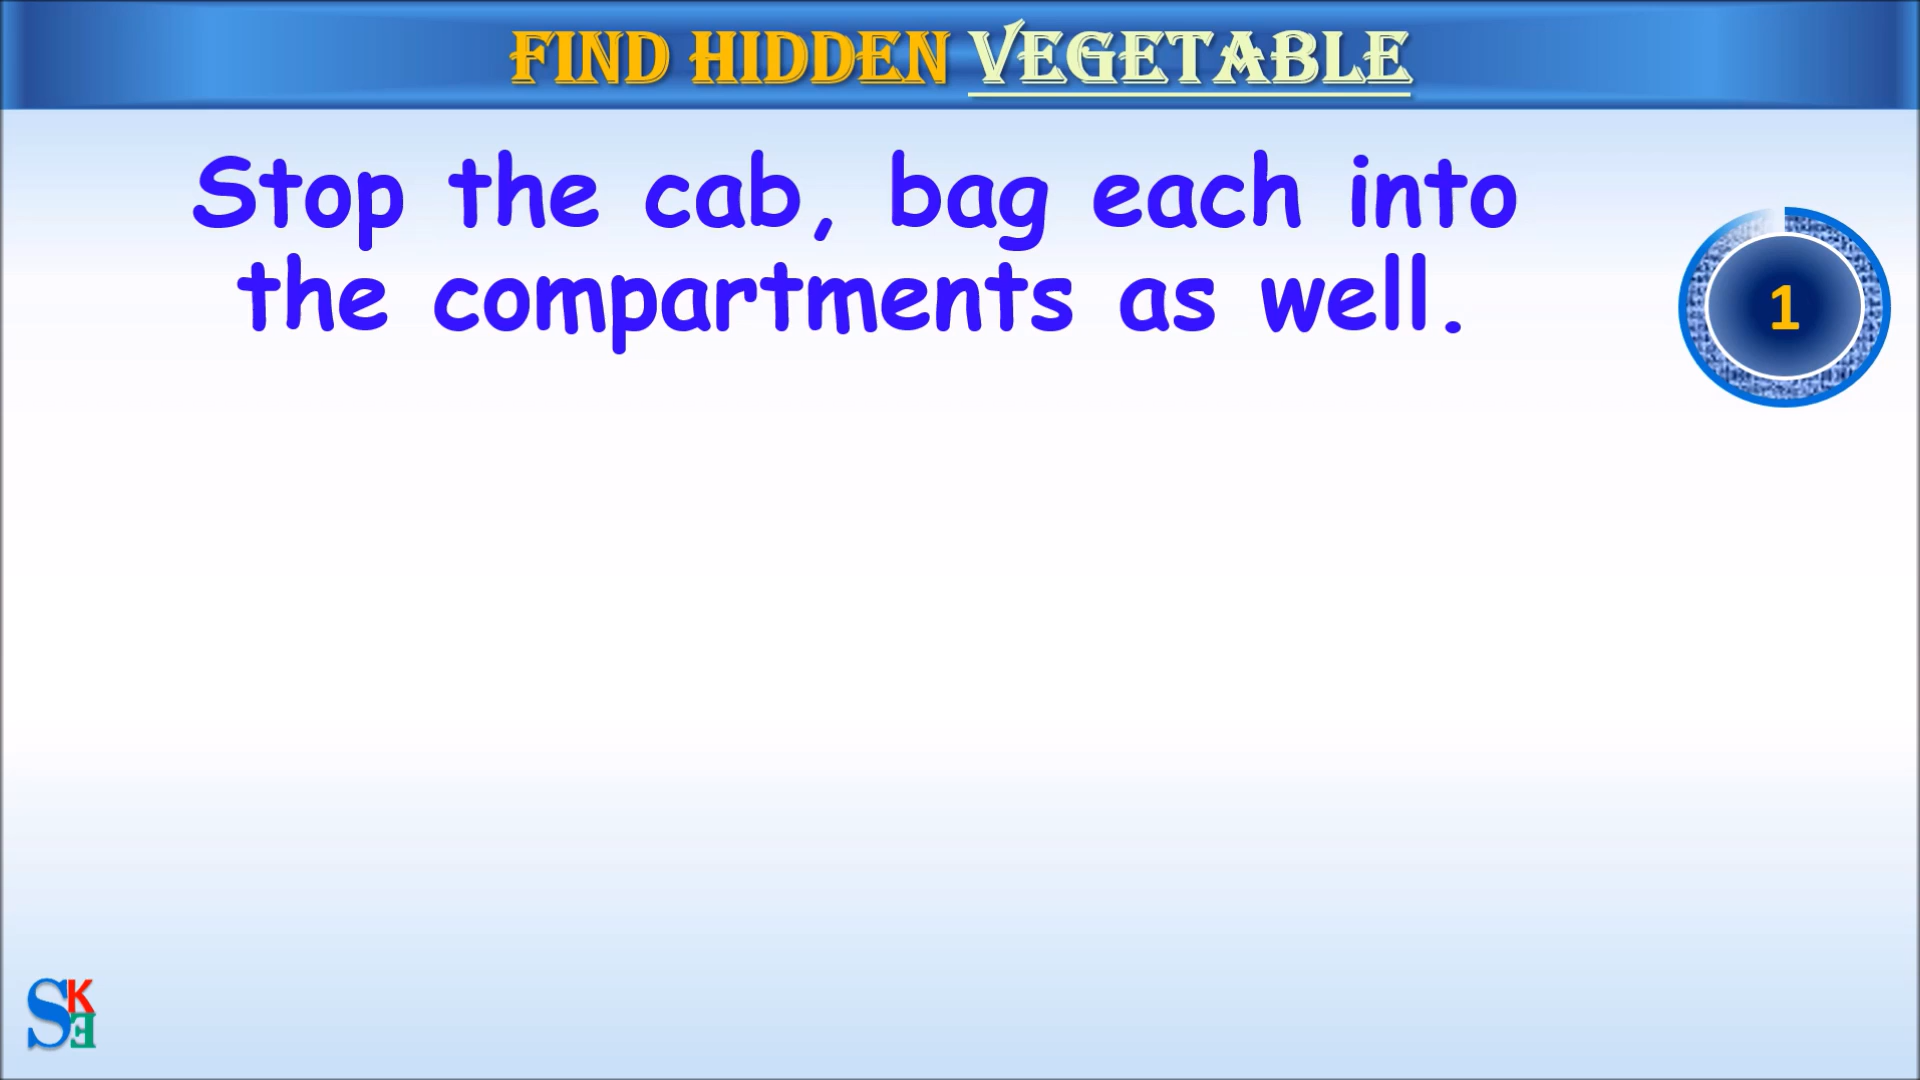 FIND HIDDEN VEGETABLE
Stop the cab, bag each into
the compartments as well.
1
SKE